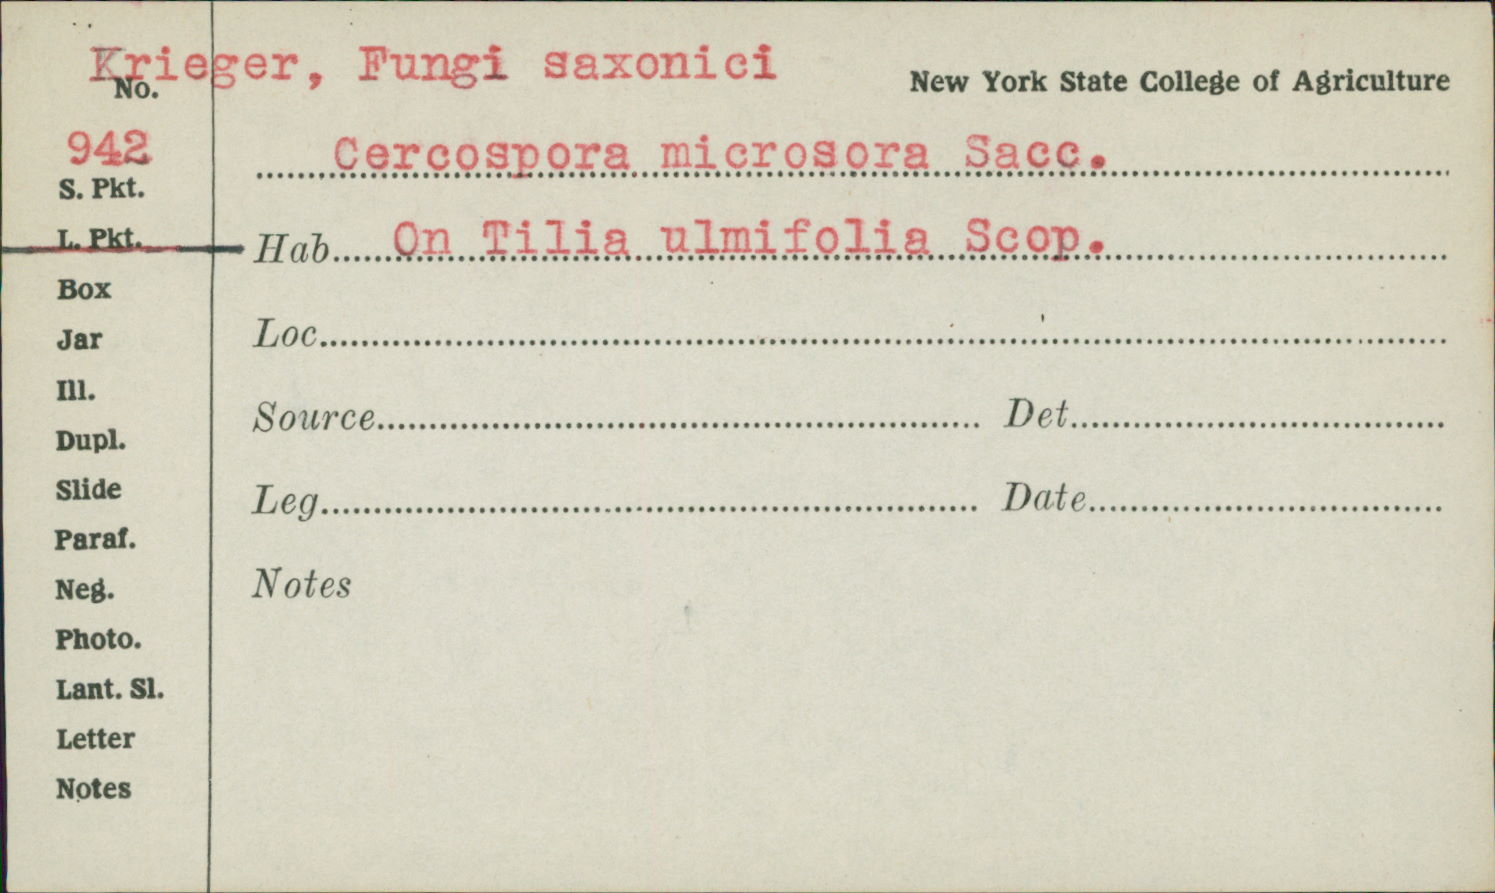 Krieger, Fungi saxonici
No.
New York State College of Agriculture
942
Cercospora microsora Sacc.
S. Pkt.
L. Pkt.
Hab. On Tilia ulmifolia Scop.
Box
Loc.
Jar
Ill.
Source Det.
Dupl.
Slide
Leg. Date
Paraf.
Neg.
Notes
Photo.
Lant. Sl.
Letter
Notes